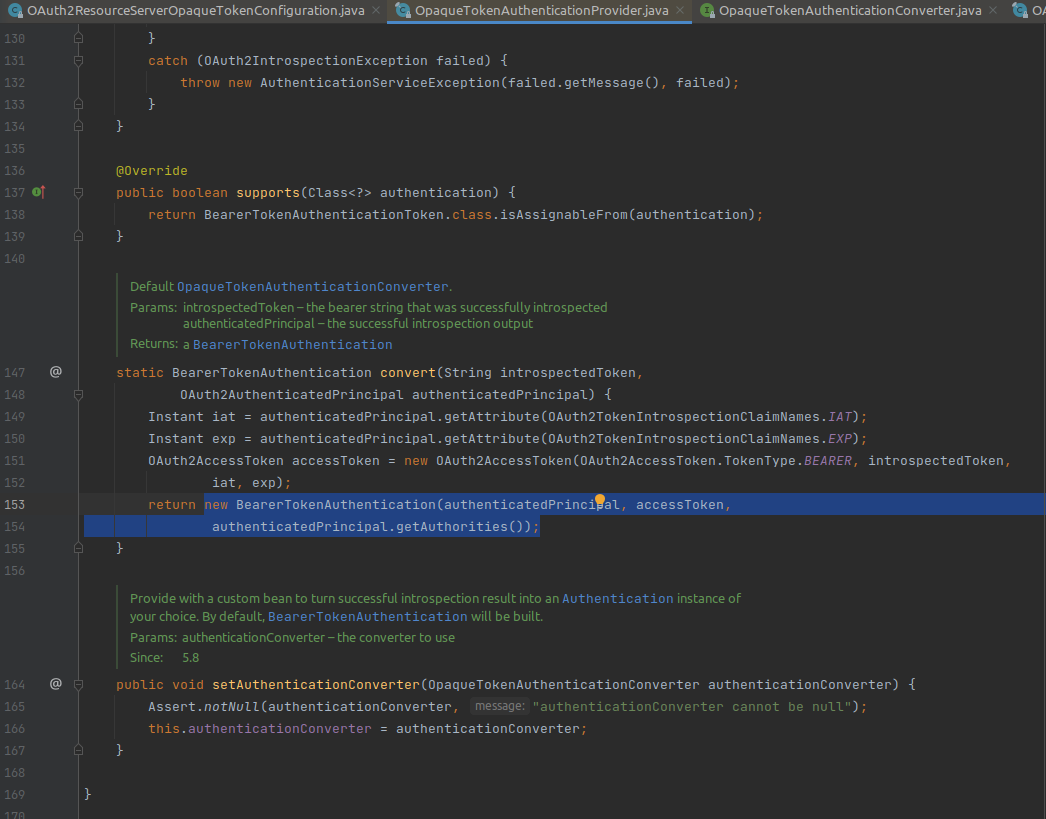 OAuth2ResourceServerOpaqueTokenConfiguration.java × OpaqueTokenAuthenticationProvider.java × OpaqueTokenAuthenticationConverter.java × OA
130 }
131 catch (OAuth2IntrospectionException failed) {
132 throw new AuthenticationServiceException(failed.getMessage(), failed);
133 }
134 }
135
136 @Override
137 public boolean supports(Class<?> authentication) {
138 return BearerTokenAuthenticationToken.class.isAssignableFrom(authentication);
139 }
140
Default OpaqueTokenAuthenticationConverter.
Params: introspectedToken – the bearer string that was successfully introspected
authenticatedPrincipal – the successful introspection output
Returns: a BearerTokenAuthentication
147 @ static BearerTokenAuthentication convert(String introspectedToken,
148 OAuth2AuthenticatedPrincipal authenticatedPrincipal) {
149 Instant iat = authenticatedPrincipal.getAttribute(OAuth2TokenIntrospectionClaimNames.IAT);
150 Instant exp = authenticatedPrincipal.getAttribute(OAuth2TokenIntrospectionClaimNames.EXP);
151 OAuth2AccessToken accessToken = new OAuth2AccessToken(OAuth2AccessToken.TokenType.BEARER, introspectedToken,
152 iat, exp);
153 return new BearerTokenAuthentication(authenticatedPrincipal, accessToken,
154 authenticatedPrincipal.getAuthorities());
155 }
156
Provide with a custom bean to turn successful introspection result into an Authentication instance of
your choice. By default, BearerTokenAuthentication will be built.
Params: authenticationConverter – the converter to use
Since: 5.8
164 @ public void setAuthenticationConverter(OpaqueTokenAuthenticationConverter authenticationConverter) {
165 Assert.notNull(authenticationConverter, message: "authenticationConverter cannot be null");
166 this.authenticationConverter = authenticationConverter;
167 }
168
169 }
170